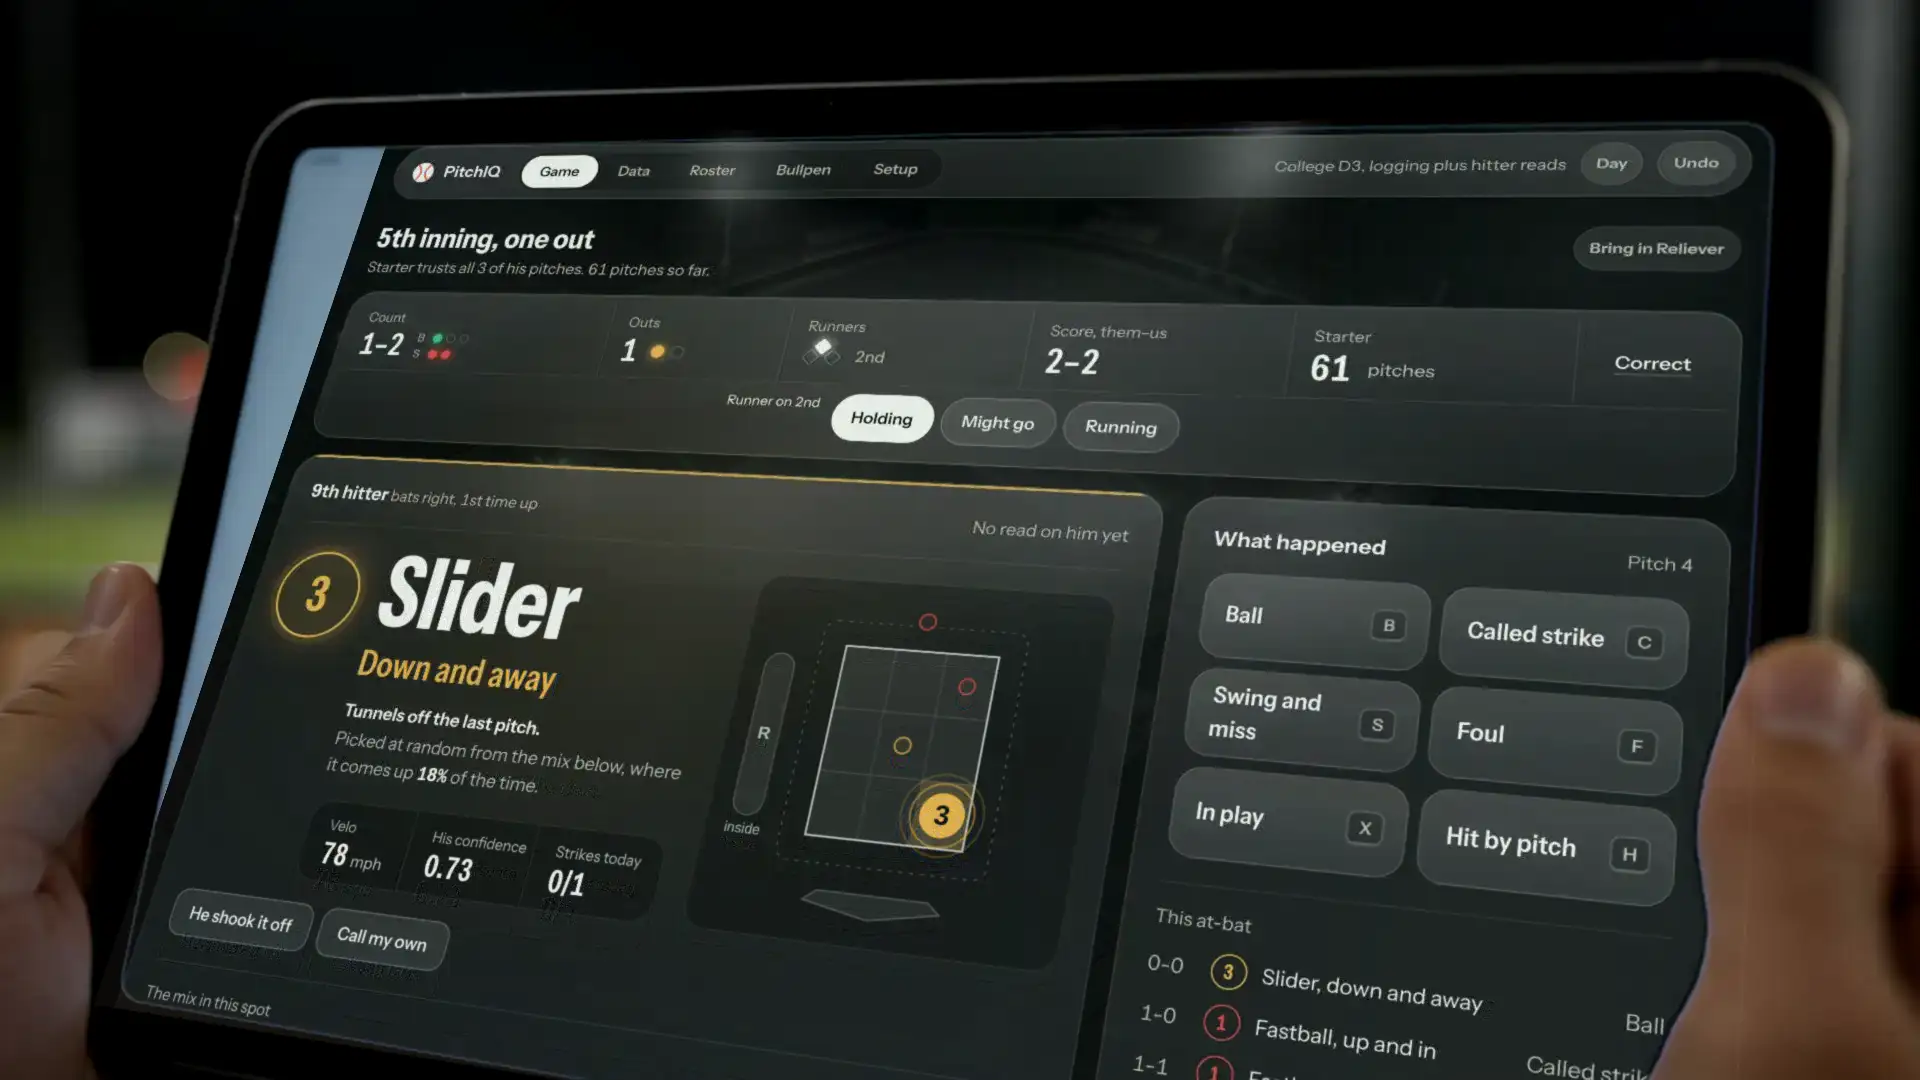 PitchIQ
Game
Data
Roster
Bullpen
Setup
College D3, logging plus hitter reads
Day
Undo
5th inning, one out
Starter trusts all 3 of his pitches. 61 pitches so far.
Bring in Reliever
Count
1–2
B
S
Outs
1
Runners
2nd
Score, them–us
2–2
Starter
61 pitches
Correct
Runner on 2nd
Holding
Might go
Running
9th hitter bats right, 1st time up
No read on him yet
3
Slider
Down and away
Tunnels off the last pitch.
Picked at random from the mix below, where
it comes up 18% of the time.
Velo
78 mph
His confidence
0.73
Strikes today
0/1
He shook it off
Call my own
The mix in this spot
R
inside
3
What happened
Pitch 4
Ball
B
Called strike
C
Swing and
miss
S
Foul
F
In play
X
Hit by pitch
H
This at-bat
0-0 3 Slider, down and away
Ball
1-0 1 Fastball, up and in
Called strik
1-1 1